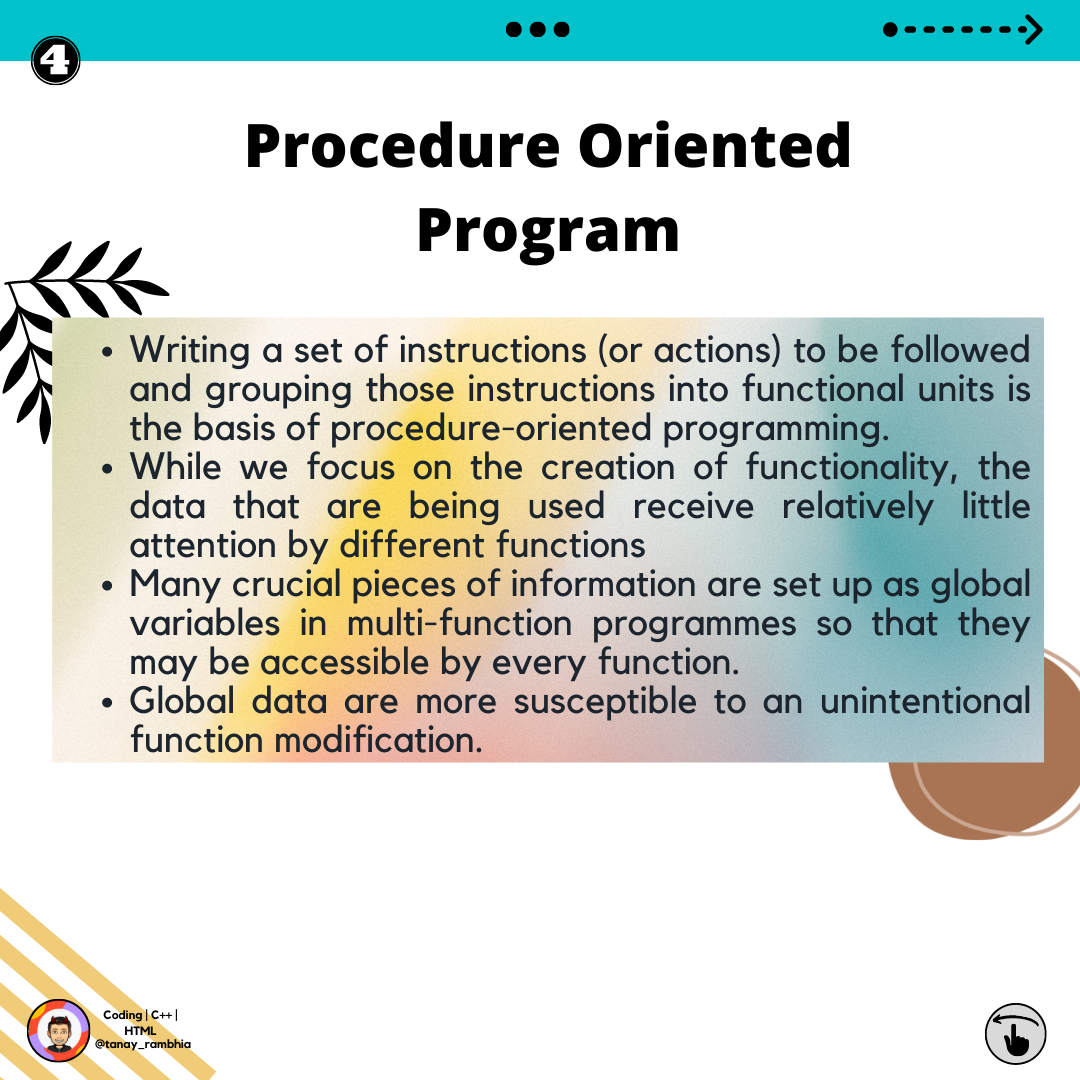 4
Procedure Oriented
Program
• Writing a set of instructions (or actions) to be followed
and grouping those instructions into functional units is
the basis of procedure-oriented programming.
• While we focus on the creation of functionality, the
data that are being used receive relatively little
attention by different functions
• Many crucial pieces of information are set up as global
variables in multi-function programmes so that they
may be accessible by every function.
• Global data are more susceptible to an unintentional
function modification.
Coding | C++ |
HTML
@tanay_rambhia